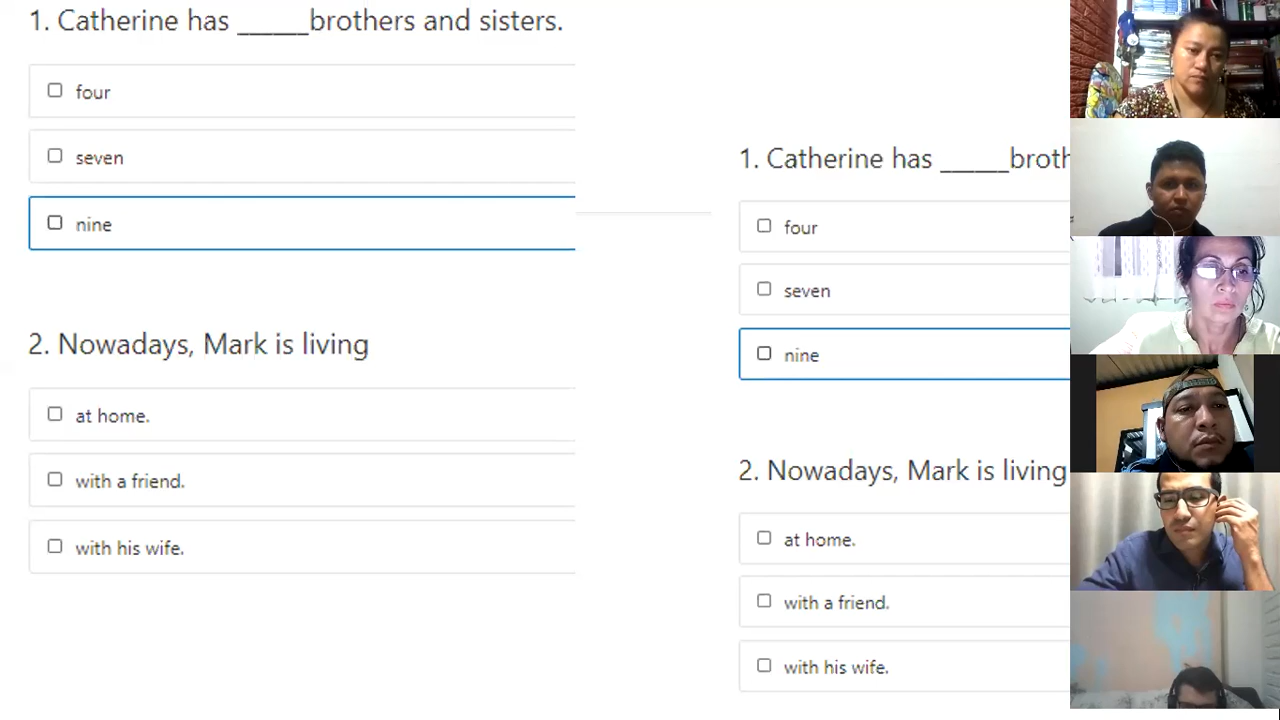 1. Catherine has ______brothers and sisters.
four
seven
nine
2. Nowadays, Mark is living
at home.
with a friend.
with his wife.
1. Catherine has ______broth
four
seven
nine
2. Nowadays, Mark is living
at home.
with a friend.
with his wife.